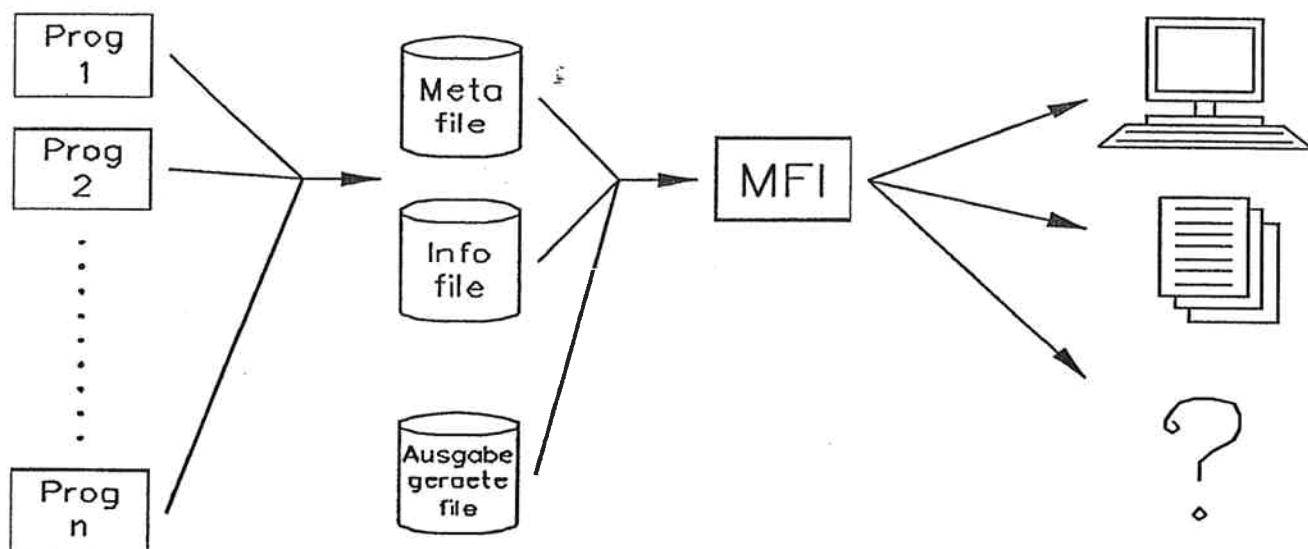 Prog
1
Prog
2
Prog
n
Meta
file
Info
file
Ausgabe
geraete
file
MFI
?